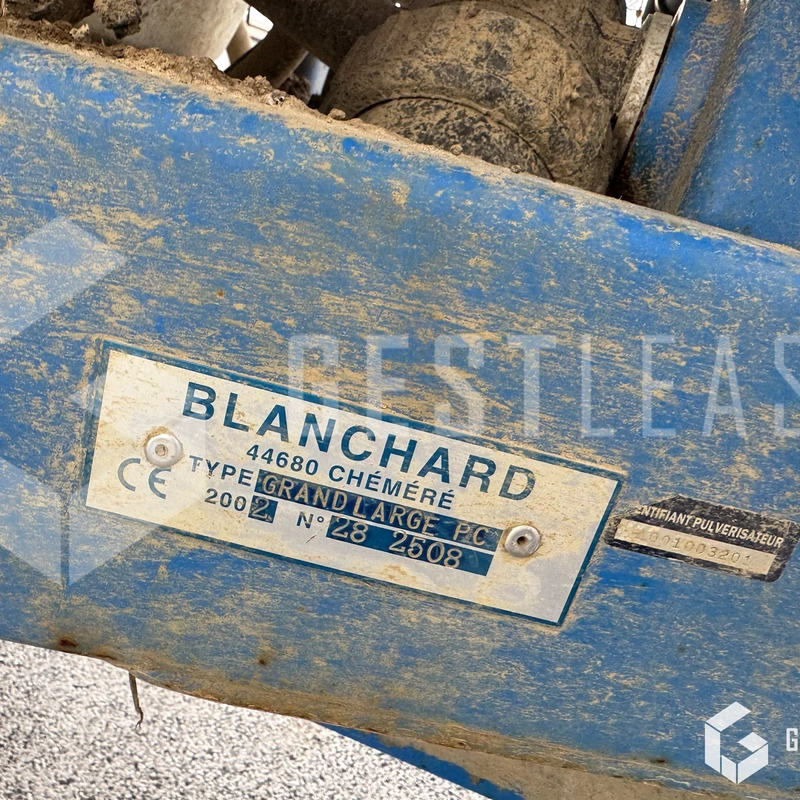 GESTLEAS
BLANCHARD
44680 CHÉMÉRÉ
CE
TYPE GRAND LARGE PC
2002 N° 28 2508
NTIFIANT PULVERISATEUR
G